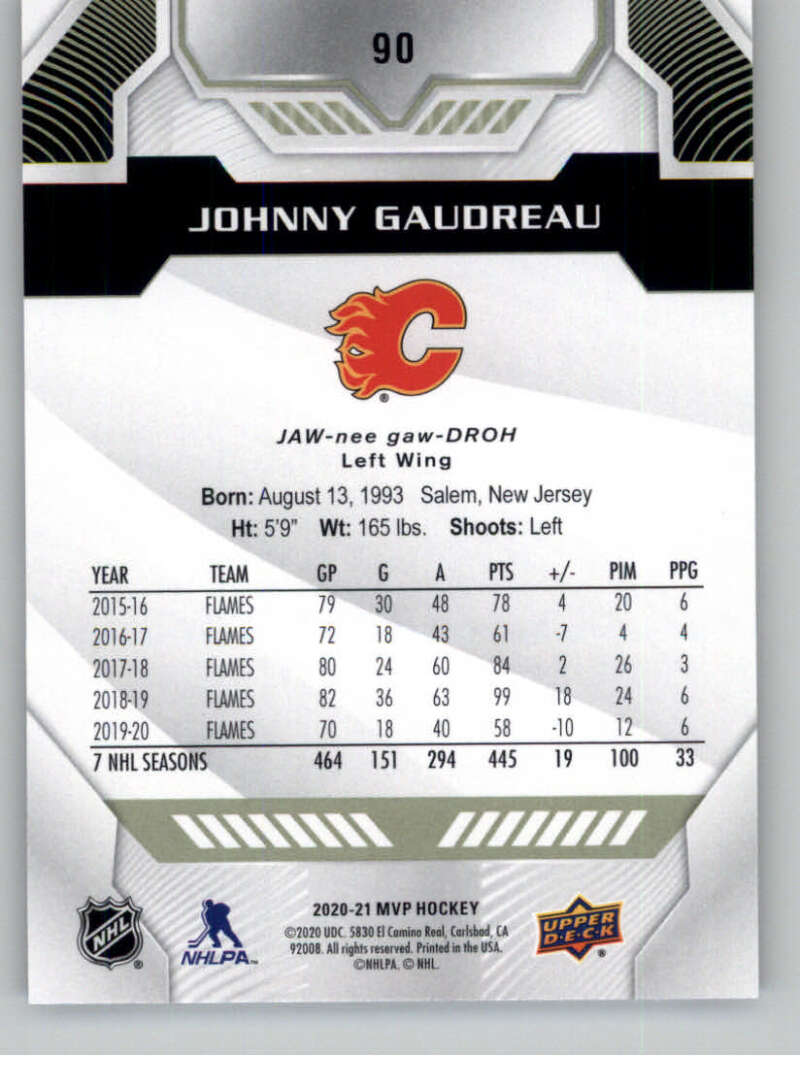 90
JOHNNY GAUDREAU
C
®
JAW-nee gaw-DROH
Left Wing
Born: August 13, 1993 Salem, New Jersey
Ht: 5'9" Wt: 165 lbs. Shoots: Left
YEAR TEAM GP G A PTS +/- PIM PPG
2015-16 FLAMES 79 30 48 78 4 20 6
2016-17 FLAMES 72 18 43 61 -7 4 4
2017-18 FLAMES 80 24 60 84 2 26 3
2018-19 FLAMES 82 36 63 99 18 24 6
2019-20 FLAMES 70 18 40 58 -10 12 6
7 NHL SEASONS 464 151 294 445 19 100 33
NHL ®
NHLPA™
2020-21 MVP HOCKEY
©2020 UDC. 5830 El Camino Real, Carlsbad, CA
92008. All rights reserved. Printed in the USA.
©NHLPA. © NHL.
UPPER
D·E·C·K
®